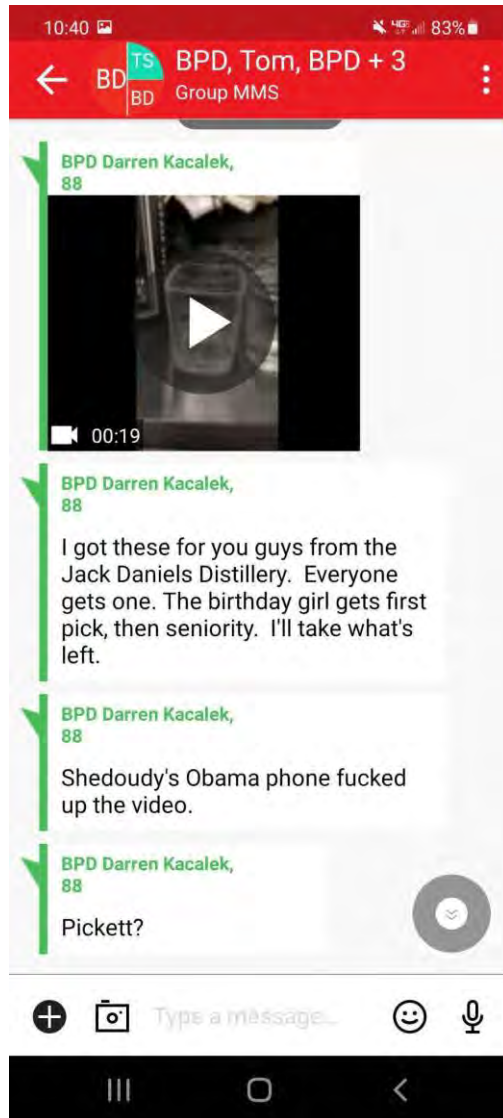 10:40
4G
83%
BD
TS
BD
BPD, Tom, BPD + 3
Group MMS
BPD Darren Kacalek,
88
00:19
BPD Darren Kacalek,
88
I got these for you guys from the
Jack Daniels Distillery.  Everyone
gets one. The birthday girl gets first
pick, then seniority.  I'll take what's
left.
BPD Darren Kacalek,
88
Shedoudy's Obama phone fucked
up the video.
BPD Darren Kacalek,
88
Pickett?
Type a message...